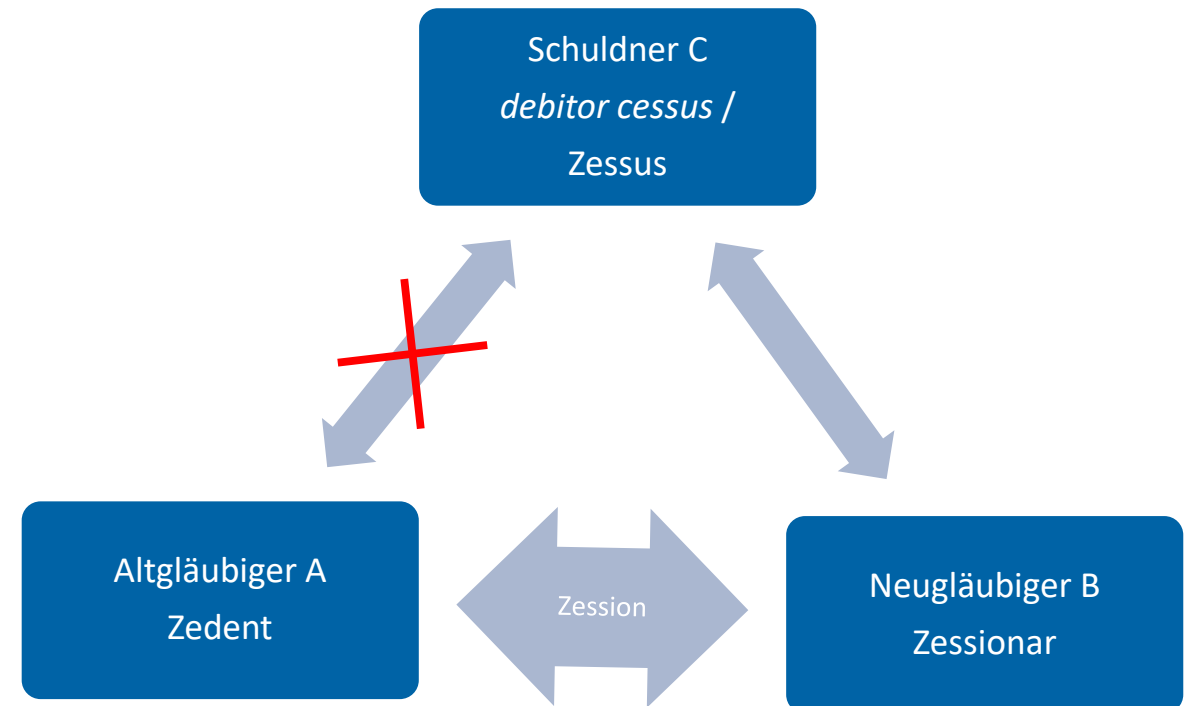 Schuldner C
debitor cessus /
Zessus
Altgläubiger A
Zedent
Zession
Neugläubiger B
Zessionar